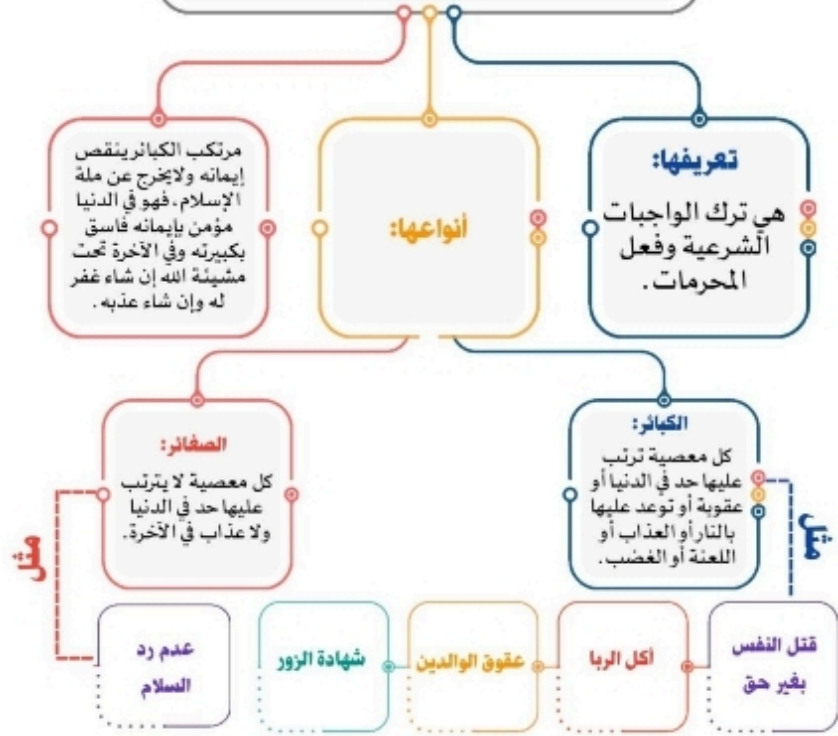 تعريفها:
هي ترك الواجبات
الشرعية وفعل
المحرمات.
أنواعها:
مرتكب الكبائر ينقص
إيمانه ولا يخرج عن ملة
الإسلام، فهو في الدنيا
مؤمن بإيمانه فاسق
بكبيرته وفي الآخرة تحت
مشيئة الله إن شاء غفر
له وإن شاء عذبه.
الكبائر:
كل معصية ترتب
عليها حد في الدنيا أو
عقوبة أو توعد عليها
بالنار أو العذاب أو
اللعنة أو الغضب.
مثل
الصغائر:
كل معصية لا يترتب
عليها حد في الدنيا
ولا عذاب في الآخرة.
مثل
قتل النفس
بغير حق
أكل الربا
عقوق الوالدين
شهادة الزور
عدم رد
السلام